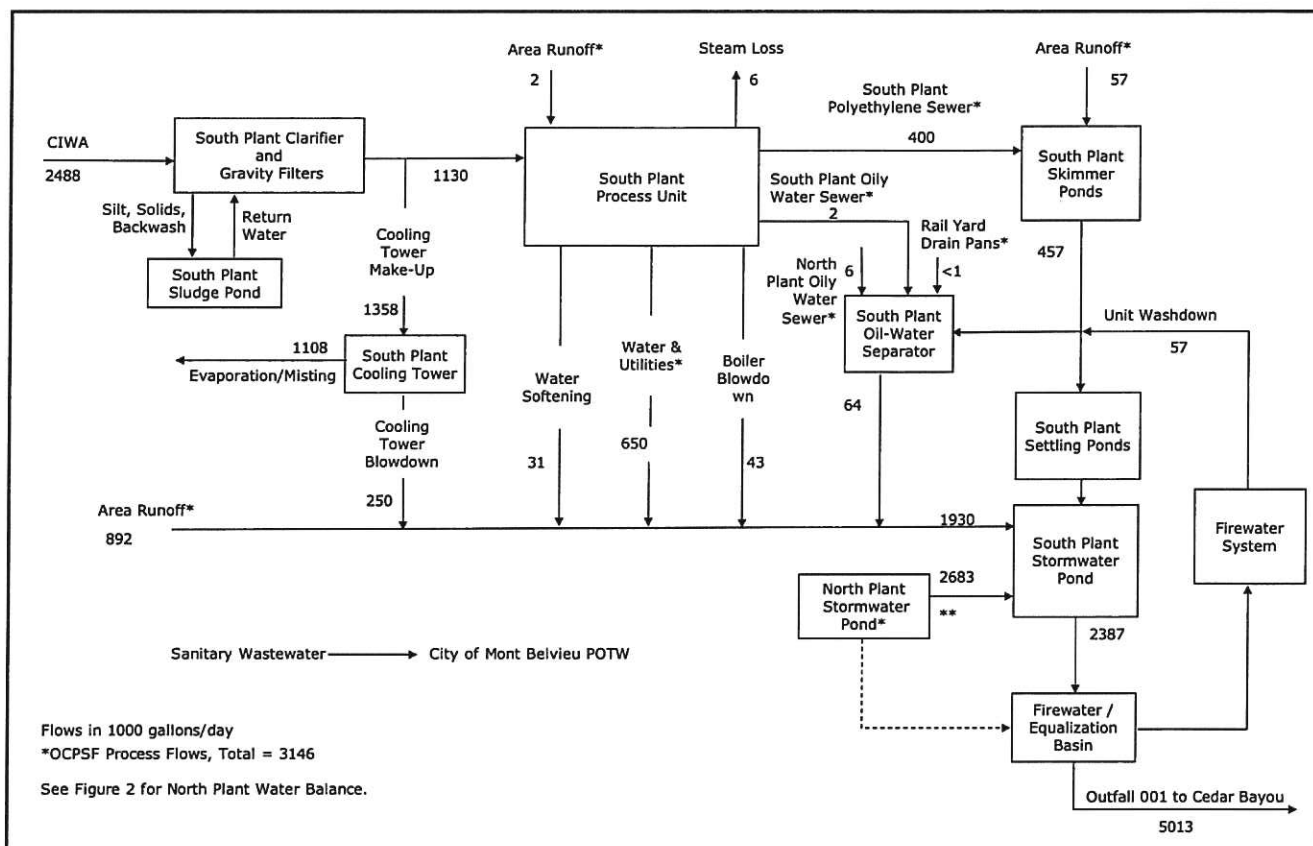 Area Runoff*
2
Steam Loss
6
Area Runoff*
57
South Plant
Polyethylene Sewer*
400
CIWA
2488
South Plant Clarifier
and
Gravity Filters
1130
South Plant
Process Unit
South Plant
Skimmer
Ponds
South Plant Oily
Water Sewer*
2
Silt, Solids,
Backwash
Return
Water
Cooling
Tower
Make-Up
Rail Yard
Drain Pans*
<1
457
North
Plant Oily
Water
Sewer*
6
South Plant
Sludge Pond
1358
South Plant
Oil-Water
Separator
Unit Washdown
57
1108
Evaporation/Misting
South Plant
Cooling Tower
Water
Softening
Water &
Utilities*
Boiler
Blowdo
wn
64
Cooling
Tower
Blowdown
South Plant
Settling Ponds
31
650
43
250
Area Runoff*
892
1930
South Plant
Stormwater
Pond
Firewater
System
North Plant
Stormwater
Pond*
2683
**
2387
Sanitary Wastewater
City of Mont Belvieu POTW
Firewater /
Equalization
Basin
Flows in 1000 gallons/day
*OCPSF Process Flows, Total = 3146
See Figure 2 for North Plant Water Balance.
Outfall 001 to Cedar Bayou
5013